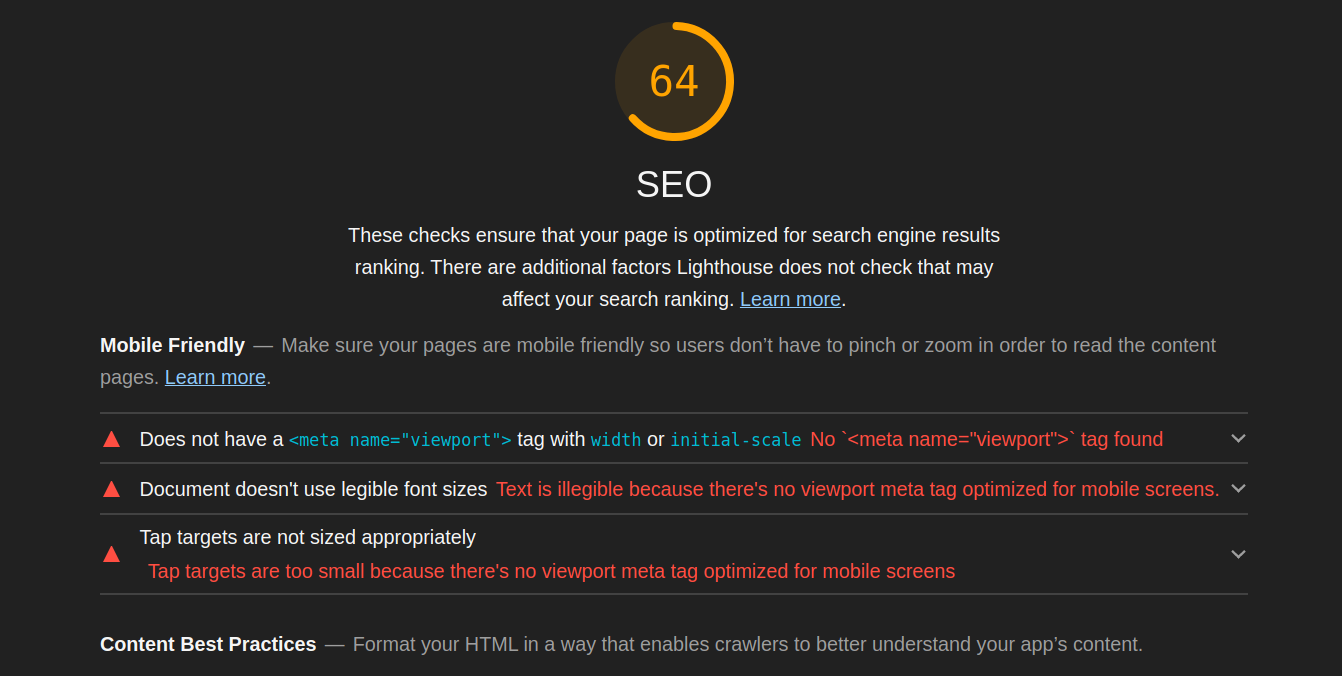 64
SEO
These checks ensure that your page is optimized for search engine results
ranking. There are additional factors Lighthouse does not check that may
affect your search ranking. Learn more.
Mobile Friendly — Make sure your pages are mobile friendly so users don’t have to pinch or zoom in order to read the content
pages. Learn more.
Does not have a <meta name="viewport"> tag with width or initial-scale No `<meta name="viewport">` tag found
Document doesn't use legible font sizes Text is illegible because there's no viewport meta tag optimized for mobile screens.
Tap targets are not sized appropriately
Tap targets are too small because there's no viewport meta tag optimized for mobile screens
Content Best Practices — Format your HTML in a way that enables crawlers to better understand your app’s content.